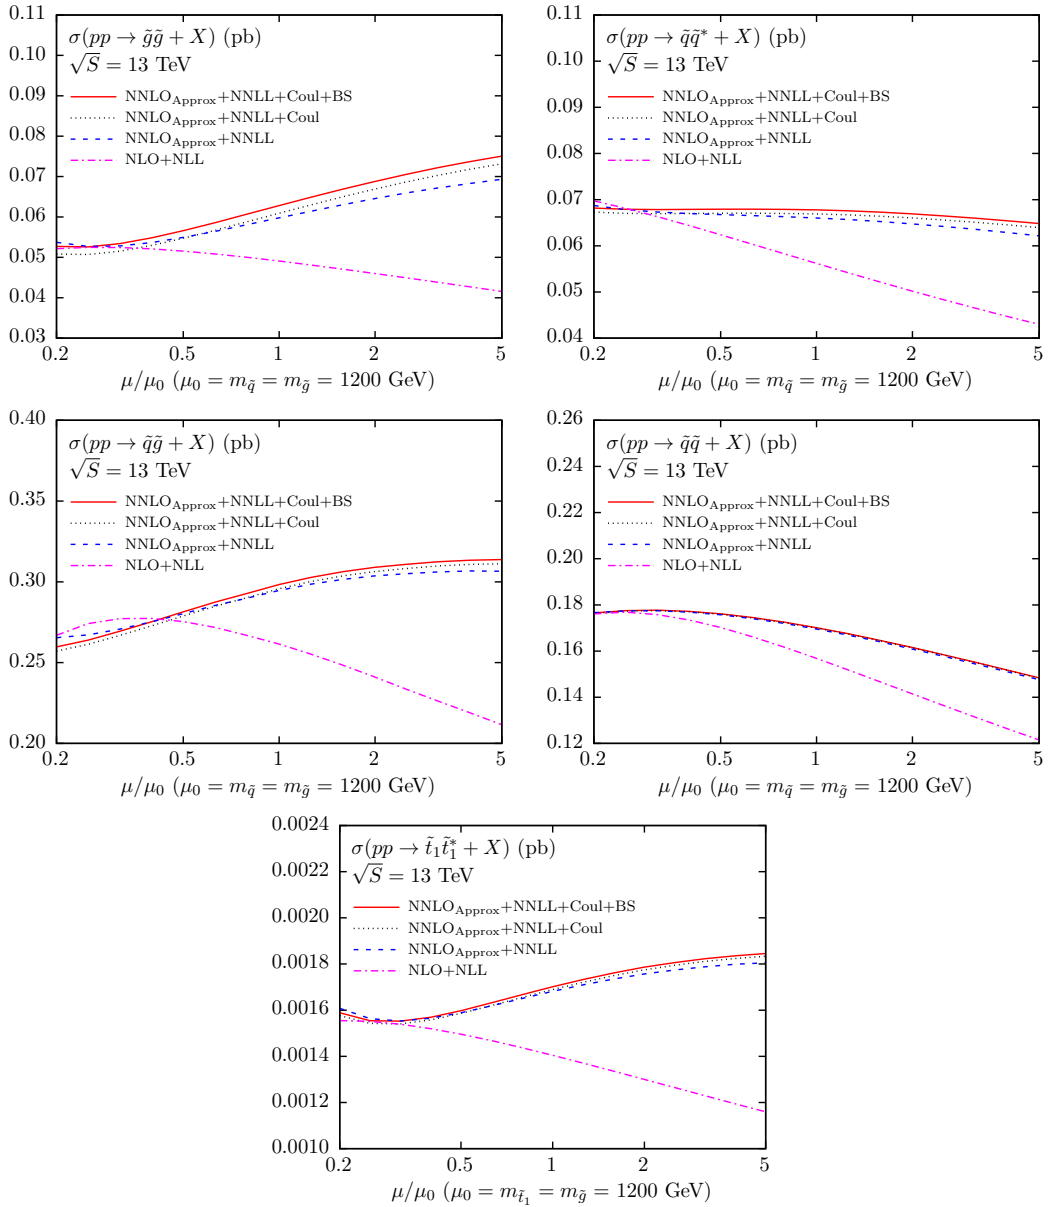 0.11
0.10
0.09
0.08
0.07
0.06
0.05
0.04
0.03
σ(pp → g̃g̃ + X) (pb)
√S = 13 TeV
NNLO_Approx+NNLL+Coul+BS
NNLO_Approx+NNLL+Coul
NNLO_Approx+NNLL
NLO+NLL
0.2 0.5 1 2 5
μ/μ₀ (μ₀ = m_q̃ = m_g̃ = 1200 GeV)
0.11
0.10
0.09
0.08
0.07
0.06
0.05
0.04
σ(pp → q̃q̃* + X) (pb)
√S = 13 TeV
NNLO_Approx+NNLL+Coul+BS
NNLO_Approx+NNLL+Coul
NNLO_Approx+NNLL
NLO+NLL
0.2 0.5 1 2 5
μ/μ₀ (μ₀ = m_q̃ = m_g̃ = 1200 GeV)
0.40
0.35
0.30
0.25
0.20
σ(pp → q̃g̃ + X) (pb)
√S = 13 TeV
NNLO_Approx+NNLL+Coul+BS
NNLO_Approx+NNLL+Coul
NNLO_Approx+NNLL
NLO+NLL
0.2 0.5 1 2 5
μ/μ₀ (μ₀ = m_q̃ = m_g̃ = 1200 GeV)
0.26
0.24
0.22
0.20
0.18
0.16
0.14
0.12
σ(pp → q̃q̃ + X) (pb)
√S = 13 TeV
NNLO_Approx+NNLL+Coul+BS
NNLO_Approx+NNLL+Coul
NNLO_Approx+NNLL
NLO+NLL
0.2 0.5 1 2 5
μ/μ₀ (μ₀ = m_q̃ = m_g̃ = 1200 GeV)
0.0024
0.0022
0.0020
0.0018
0.0016
0.0014
0.0012
0.0010
σ(pp → t̃₁t̃₁* + X) (pb)
√S = 13 TeV
NNLO_Approx+NNLL+Coul+BS
NNLO_Approx+NNLL+Coul
NNLO_Approx+NNLL
NLO+NLL
0.2 0.5 1 2 5
μ/μ₀ (μ₀ = m_t̃₁ = m_g̃ = 1200 GeV)